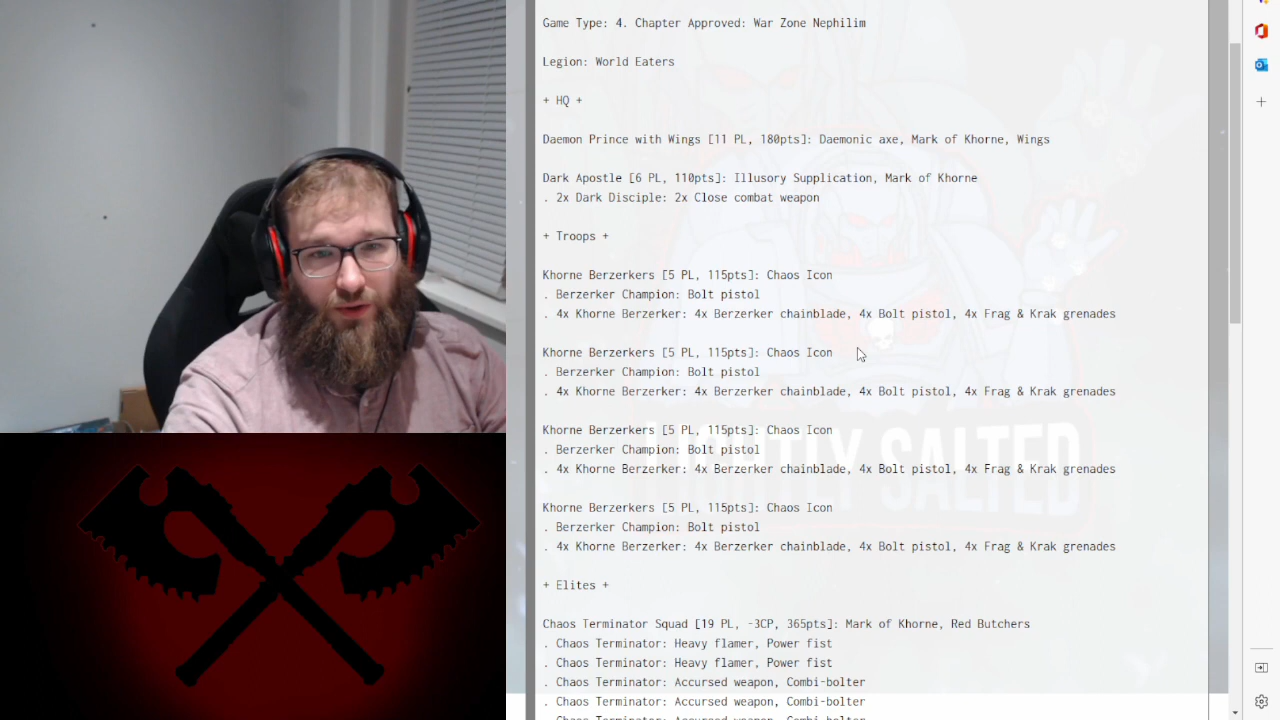 Game Type: 4. Chapter Approved: War Zone Nephilim
Legion: World Eaters
+ HQ +
Daemon Prince with Wings [11 PL, 180pts]: Daemonic axe, Mark of Khorne, Wings
Dark Apostle [6 PL, 110pts]: Illusory Supplication, Mark of Khorne
. 2x Dark Disciple: 2x Close combat weapon
+ Troops +
Khorne Berzerkers [5 PL, 115pts]: Chaos Icon
. Berzerker Champion: Bolt pistol
. 4x Khorne Berzerker: 4x Berzerker chainblade, 4x Bolt pistol, 4x Frag & Krak grenades
Khorne Berzerkers [5 PL, 115pts]: Chaos Icon
. Berzerker Champion: Bolt pistol
. 4x Khorne Berzerker: 4x Berzerker chainblade, 4x Bolt pistol, 4x Frag & Krak grenades
Khorne Berzerkers [5 PL, 115pts]: Chaos Icon
. Berzerker Champion: Bolt pistol
. 4x Khorne Berzerker: 4x Berzerker chainblade, 4x Bolt pistol, 4x Frag & Krak grenades
Khorne Berzerkers [5 PL, 115pts]: Chaos Icon
. Berzerker Champion: Bolt pistol
. 4x Khorne Berzerker: 4x Berzerker chainblade, 4x Bolt pistol, 4x Frag & Krak grenades
+ Elites +
Chaos Terminator Squad [19 PL, -3CP, 365pts]: Mark of Khorne, Red Butchers
. Chaos Terminator: Heavy flamer, Power fist
. Chaos Terminator: Heavy flamer, Power fist
. Chaos Terminator: Accursed weapon, Combi-bolter
. Chaos Terminator: Accursed weapon, Combi-bolter
. Chaos Terminator: Accursed weapon, Combi-bolter
SALTED